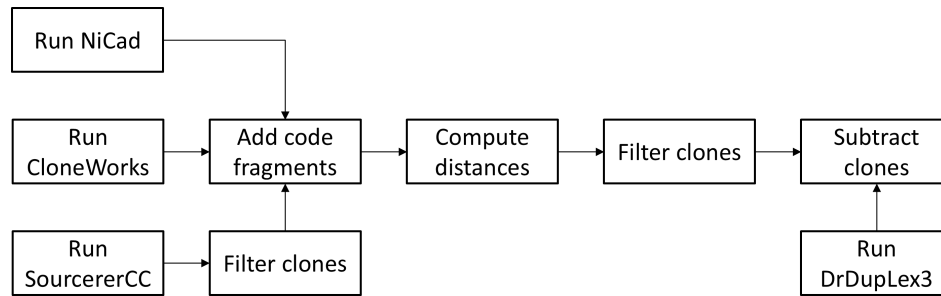 Run NiCad
Run
CloneWorks
Add code
fragments
Compute
distances
Filter clones
Subtract
clones
Run
SourcererCC
Filter clones
Run
DrDupLex3